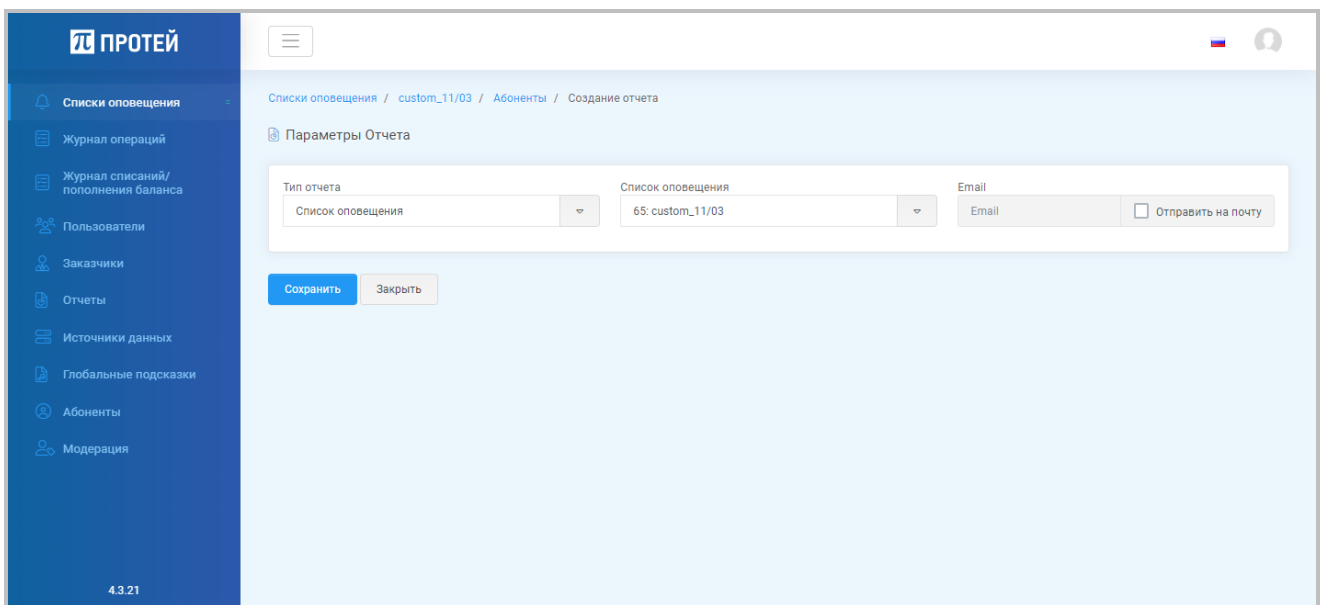 ПРОТЕЙ
Списки оповещения
Журнал операций
Журнал списаний/
пополнения баланса
Пользователи
Заказчики
Отчеты
Источники данных
Глобальные подсказки
Абоненты
Модерация
4.3.21
Списки оповещения / custom_11/03 / Абоненты / Создание отчета
Параметры Отчета
Тип отчета Список оповещения Email
Список оповещения 65: custom_11/03 Email Отправить на почту
Сохранить Закрыть